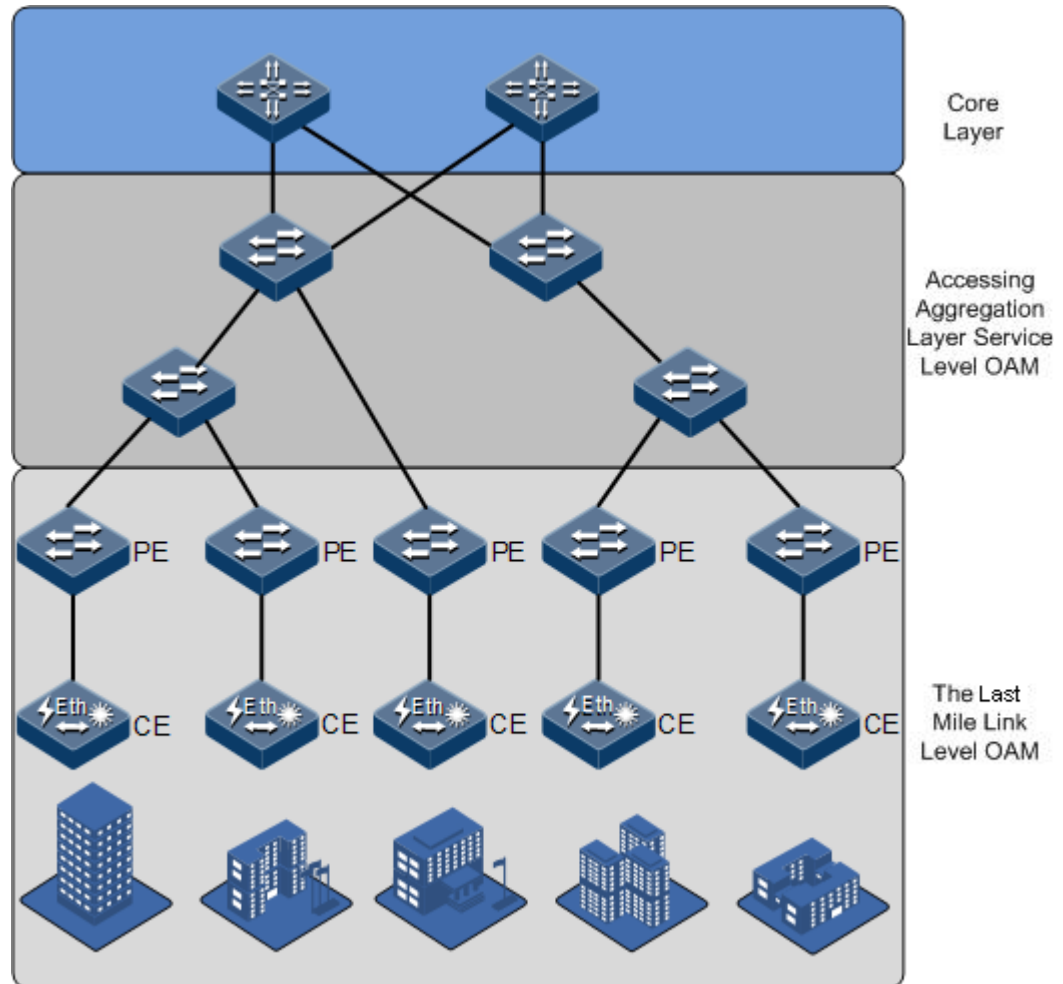 Core
Layer
Accessing
Aggregation
Layer Service
Level OAM
PE
PE
PE
PE
PE
Eth
CE
Eth
CE
Eth
CE
Eth
CE
Eth
CE
The Last
Mile Link
Level OAM